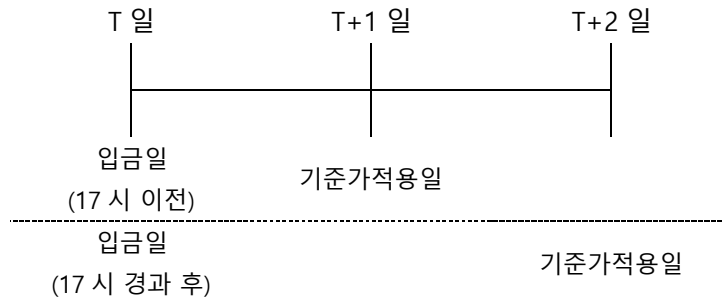 T 일 T+1 일 T+2 일
입금일
(17 시 이전)
기준가적용일
입금일
(17 시 경과 후)
기준가적용일